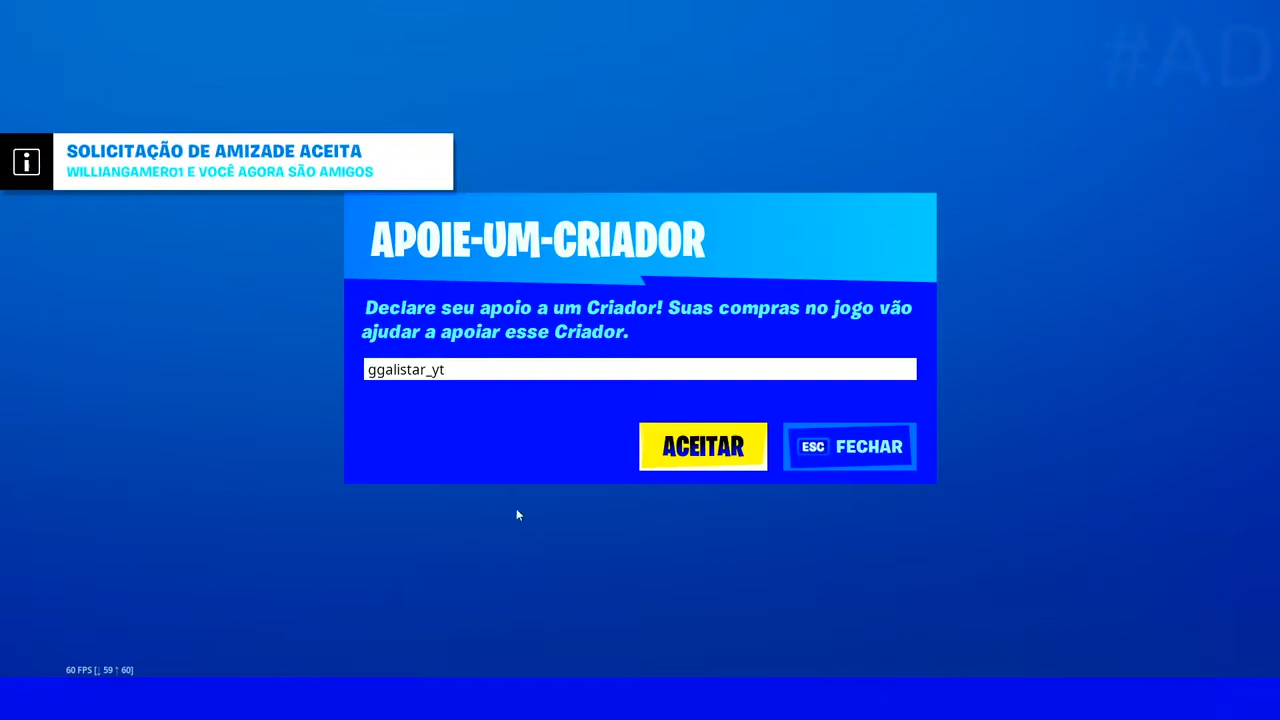 #AD
SOLICITAÇÃO DE AMIZADE ACEITA
WILLIANGAMER01 E VOCÊ AGORA SÃO AMIGOS
APOIE-UM-CRIADOR
Declare seu apoio a um Criador! Suas compras no jogo vão
ajudar a apoiar esse Criador.
ggalistar_yt
ACEITAR
ESC FECHAR
60 FPS [↓ 59 ↑ 60]